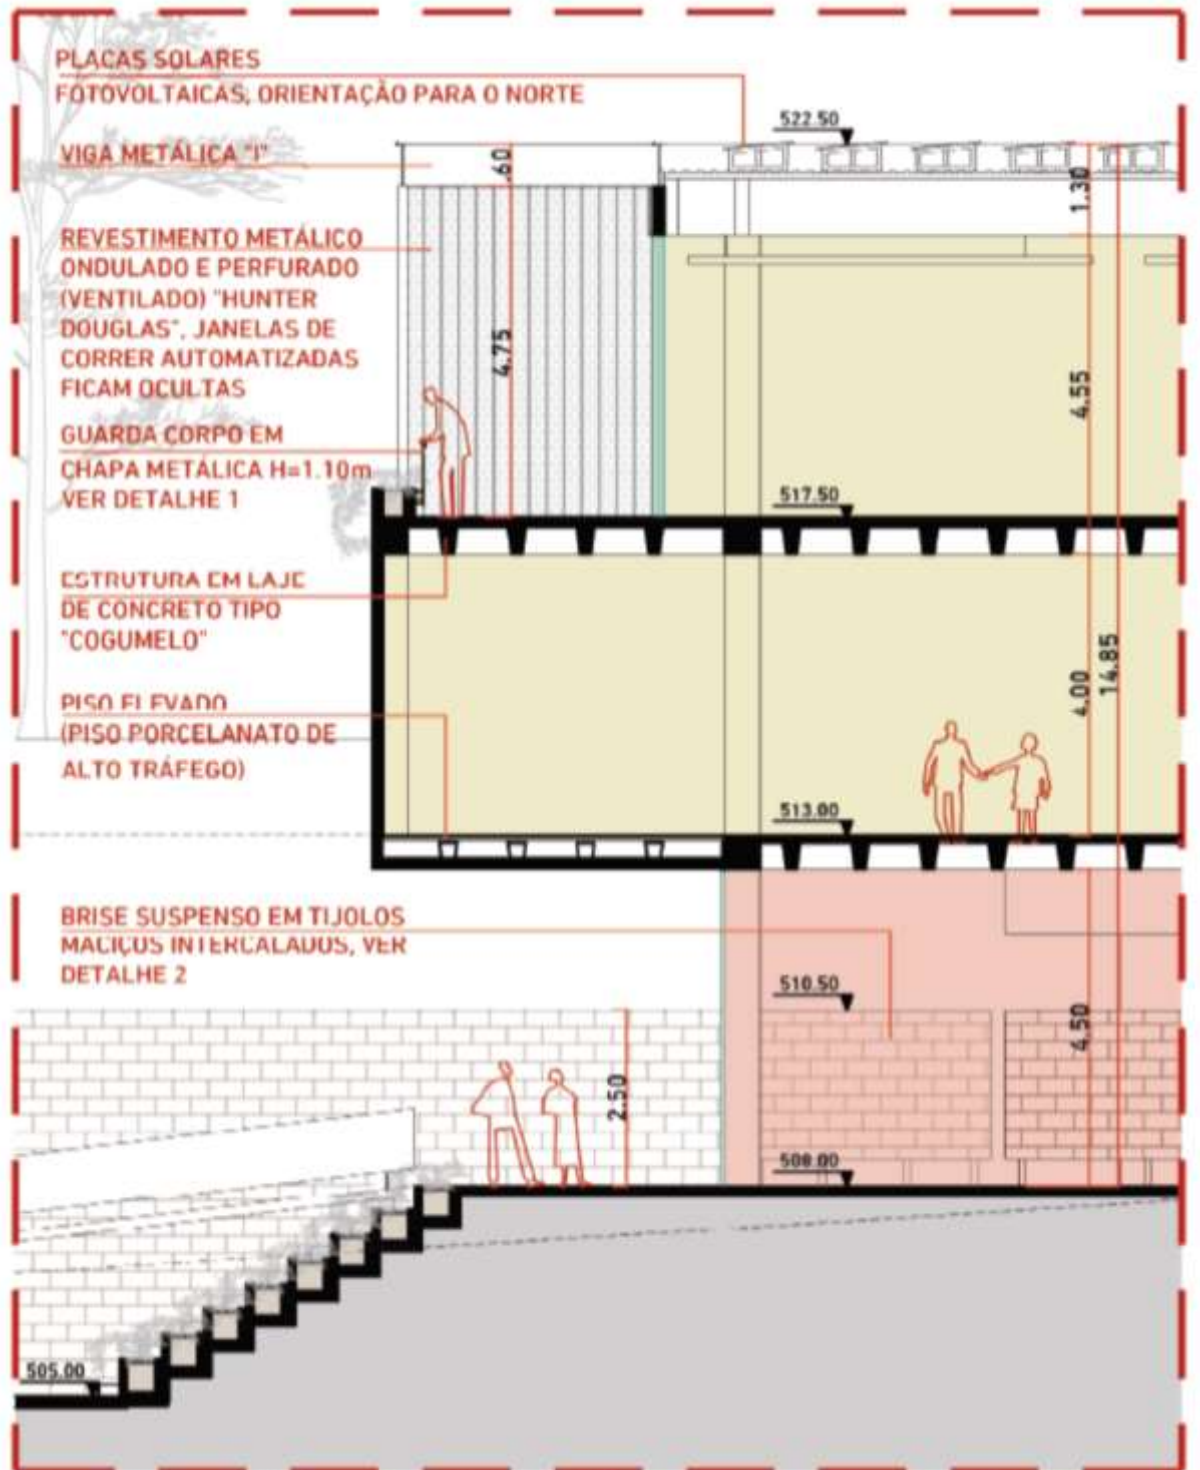 PLACAS SOLARES
FOTOVOLTAICAS, ORIENTAÇÃO PARA O NORTE
522.50
VIGA METÁLICA "I"
.60
1.30
REVESTIMENTO METÁLICO
ONDULADO E PERFURADO
(VENTILADO) "HUNTER
DOUGLAS", JANELAS DE
CORRER AUTOMATIZADAS
FICAM OCULTAS
4.75
4.55
GUARDA CORPO EM
CHAPA METÁLICA H=1.10m
VER DETALHE 1
517.50
ESTRUTURA EM LAJE
DE CONCRETO TIPO
"COGUMELO"
14.85
4.00
PISO ELEVADO
(PISO PORCELANATO DE
ALTO TRÁFEGO)
513.00
BRISE SUSPENSO EM TIJOLOS
MACIÇOS INTERCALADOS, VER
DETALHE 2
510.50
4.50
2.50
508.00
505.00